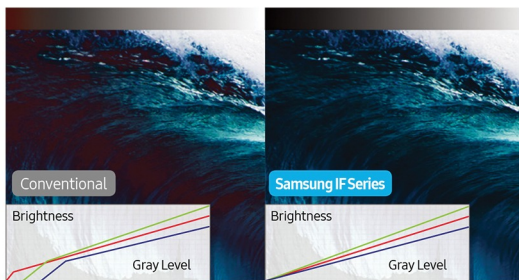 Conventional
Samsung IF Series
Brightness
Gray Level
Brightness
Gray Level